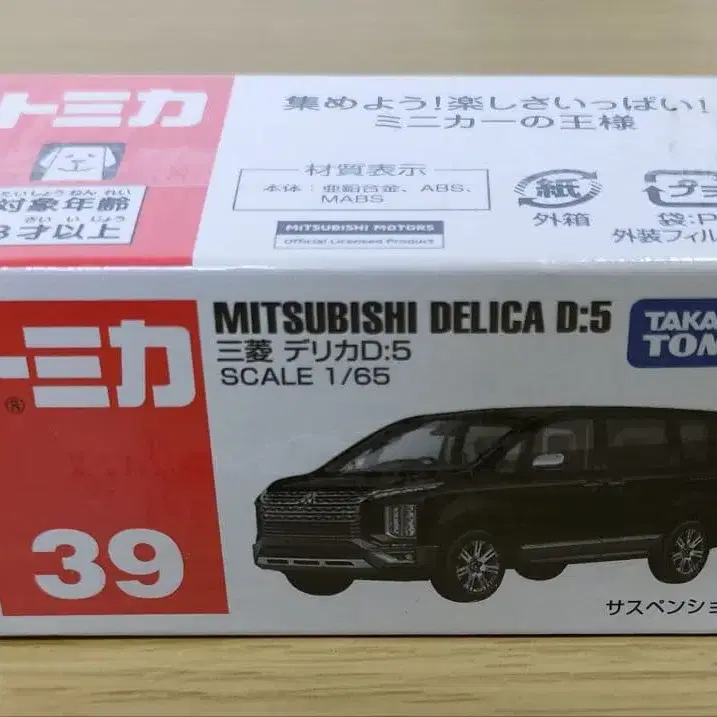 トミカ
集めよう!楽しさいっぱい!
ミニカーの王様
たいしょうねんれい
対象年齢
さいいじょう
3才以上
材質表示
本体:亜鉛合金、ABS、
MABS
MITSUBISHI MOTORS
Official Licensed Product
紙
外箱
プラ
袋:P
外装フィル
トミカ
®
39
MITSUBISHI DELICA D:5
三菱 デリカD:5
SCALE 1/65
TAKA
TOM
サスペンショ